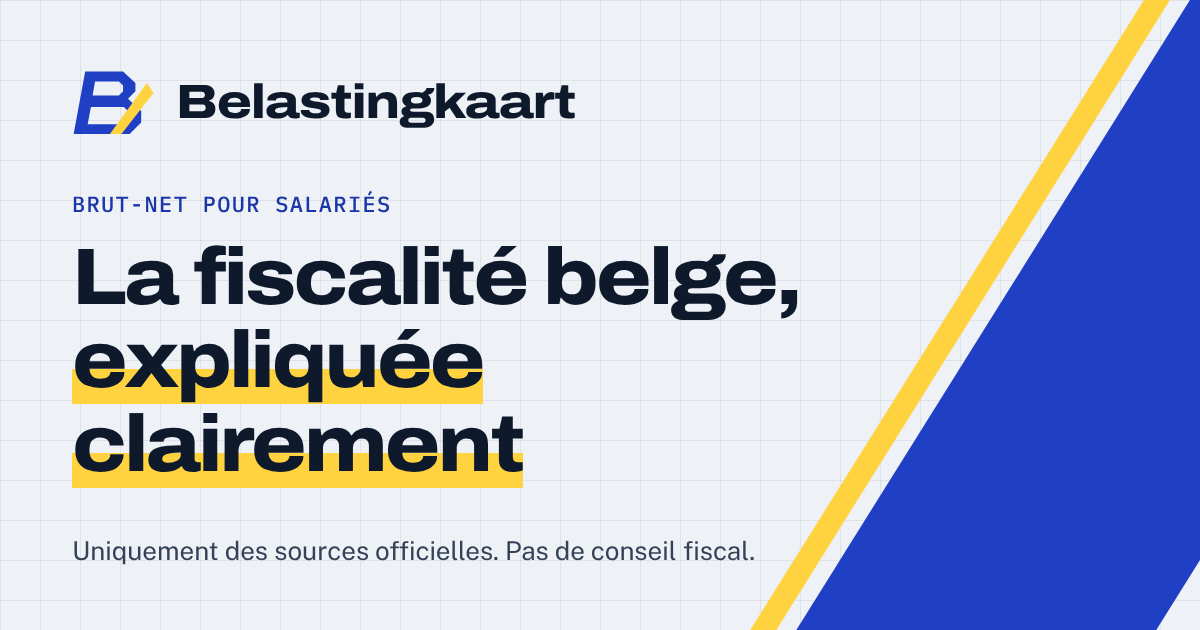 Belastingkaart
BRUT-NET POUR SALARIÉS
La fiscalité belge,
expliquée
clairement
Uniquement des sources officielles. Pas de conseil fiscal.